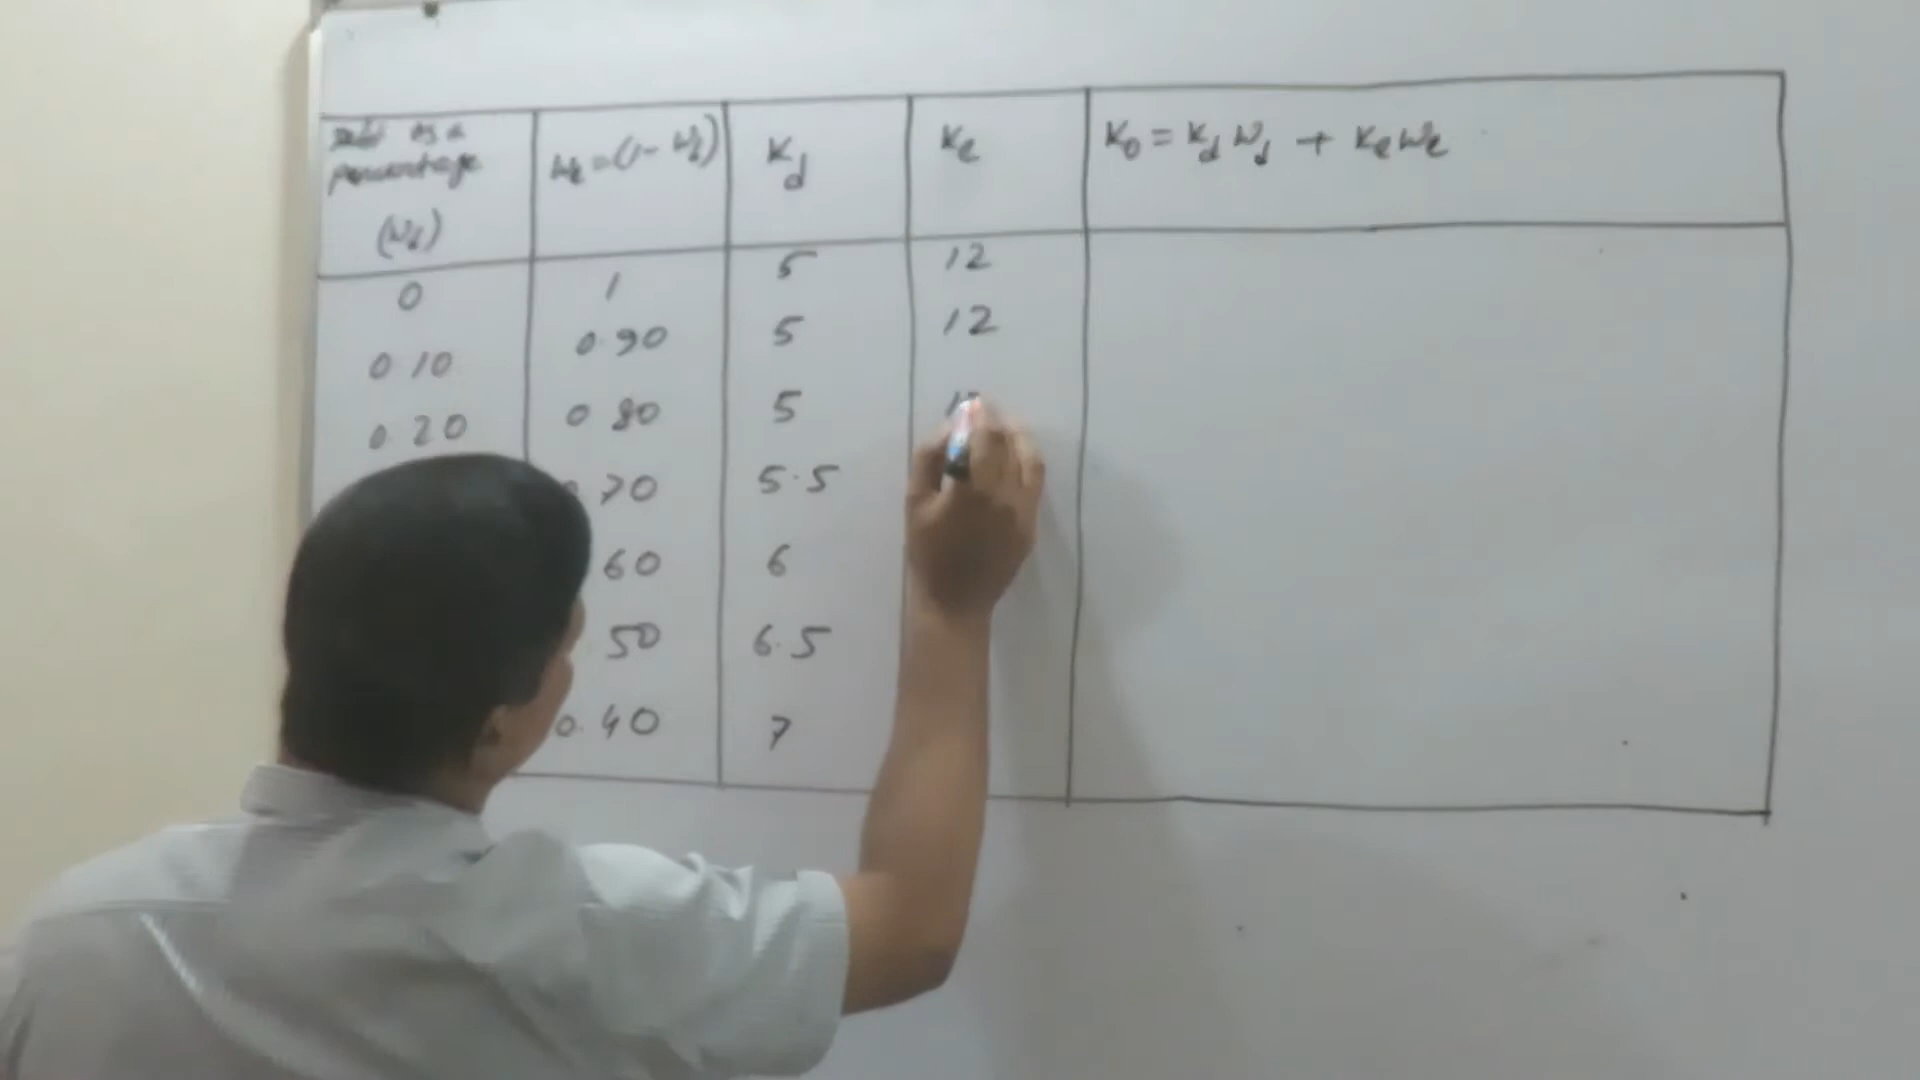 Debt as a percentage (Wd) We = (1 - Wd) Kd Ke Ko = Kd Wd + Ke We
0 1 5 12
0.10 0.90 5 12
0.20 0.80 5
70 5.5
60 6
50 6.5
0.40 7